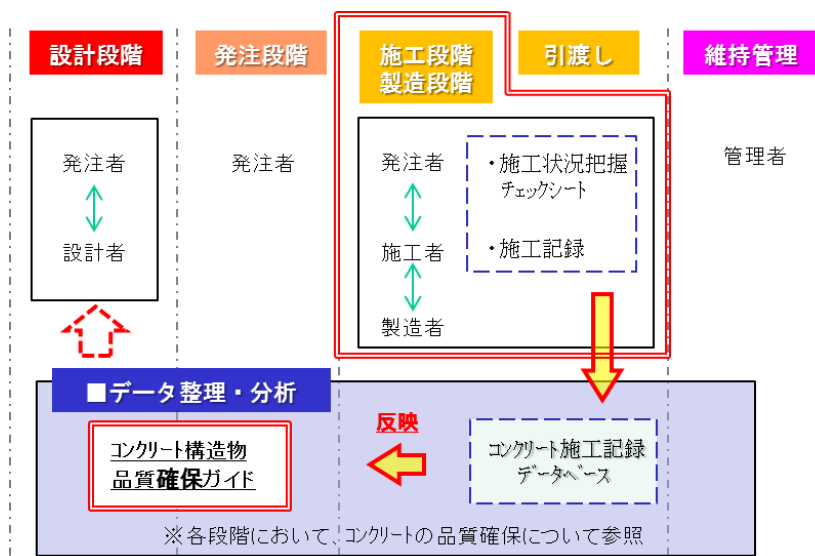 設計段階
発注段階
施工段階
製造段階
引渡し
維持管理
発注者
設計者
発注者
発注者
施工者
製造者
・施工状況把握
チェックシート
・施工記録
管理者
■データ整理・分析
コンクリート構造物
品質確保ガイド
反映
コンクリート施工記録
データベース
※各段階において、コンクリートの品質確保について参照